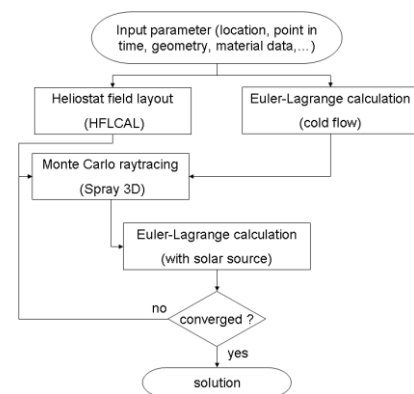 Input parameter (location, point in
time, geometry, material data,…)
Heliostat field layout
(HFLCAL)
Euler-Lagrange calculation
(cold flow)
Monte Carlo raytracing
(Spray 3D)
Euler-Lagrange calculation
(with solar source)
no
converged ?
yes
solution